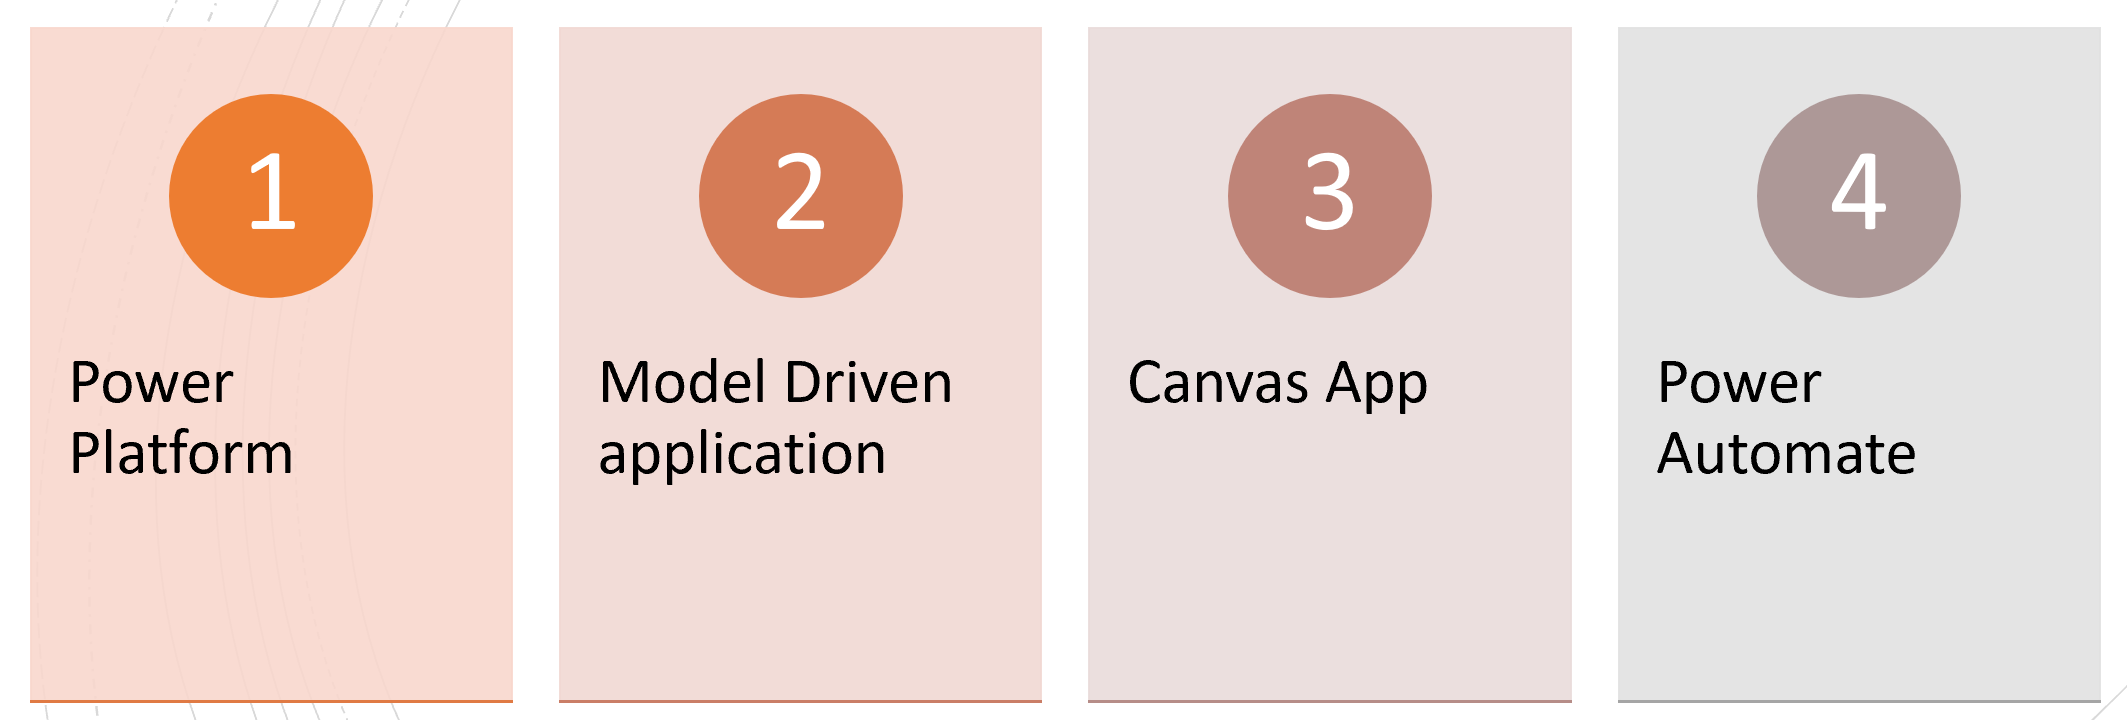 1
Power
Platform
2
Model Driven
application
3
Canvas App
4
Power
Automate